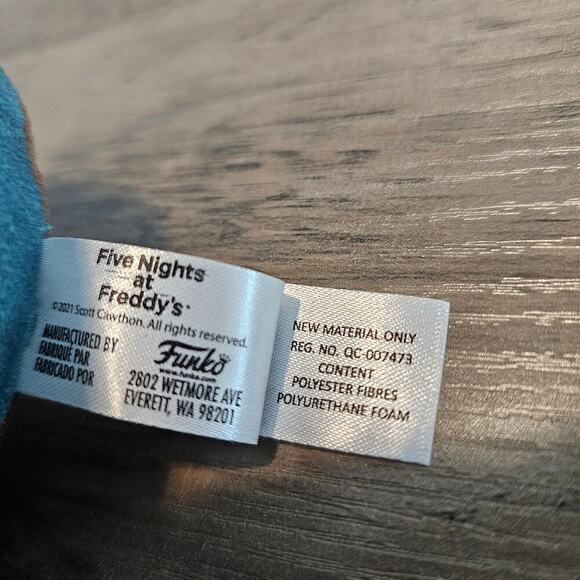 Five Nights
at
Freddy's
©2021 Scott Cawthon. All rights reserved.
MANUFACTURED BY
FABRIQUÉ PAR
FABRICADO POR
Funko
www.funko.com
2802 WETMORE AVE
EVERETT, WA 98201
NEW MATERIAL ONLY
REG. NO. QC-007473
CONTENT
POLYESTER FIBRES
POLYURETHANE FOAM